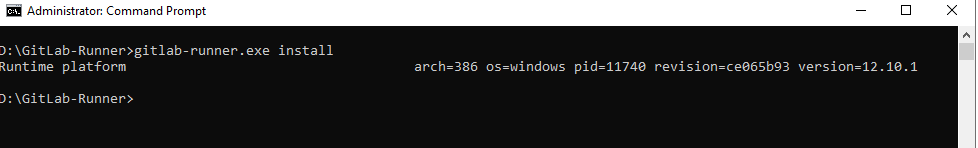 Administrator: Command Prompt
D:\GitLab-Runner>gitlab-runner.exe install
Runtime platform                                    arch=386 os=windows pid=11740 revision=ce065b93 version=12.10.1
D:\GitLab-Runner>